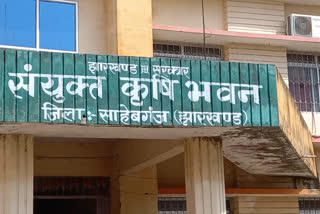 झारखण्ड सरकार
संयुक्त कृषि भवन
जिला:- साहेबगंज (झारखण्ड)